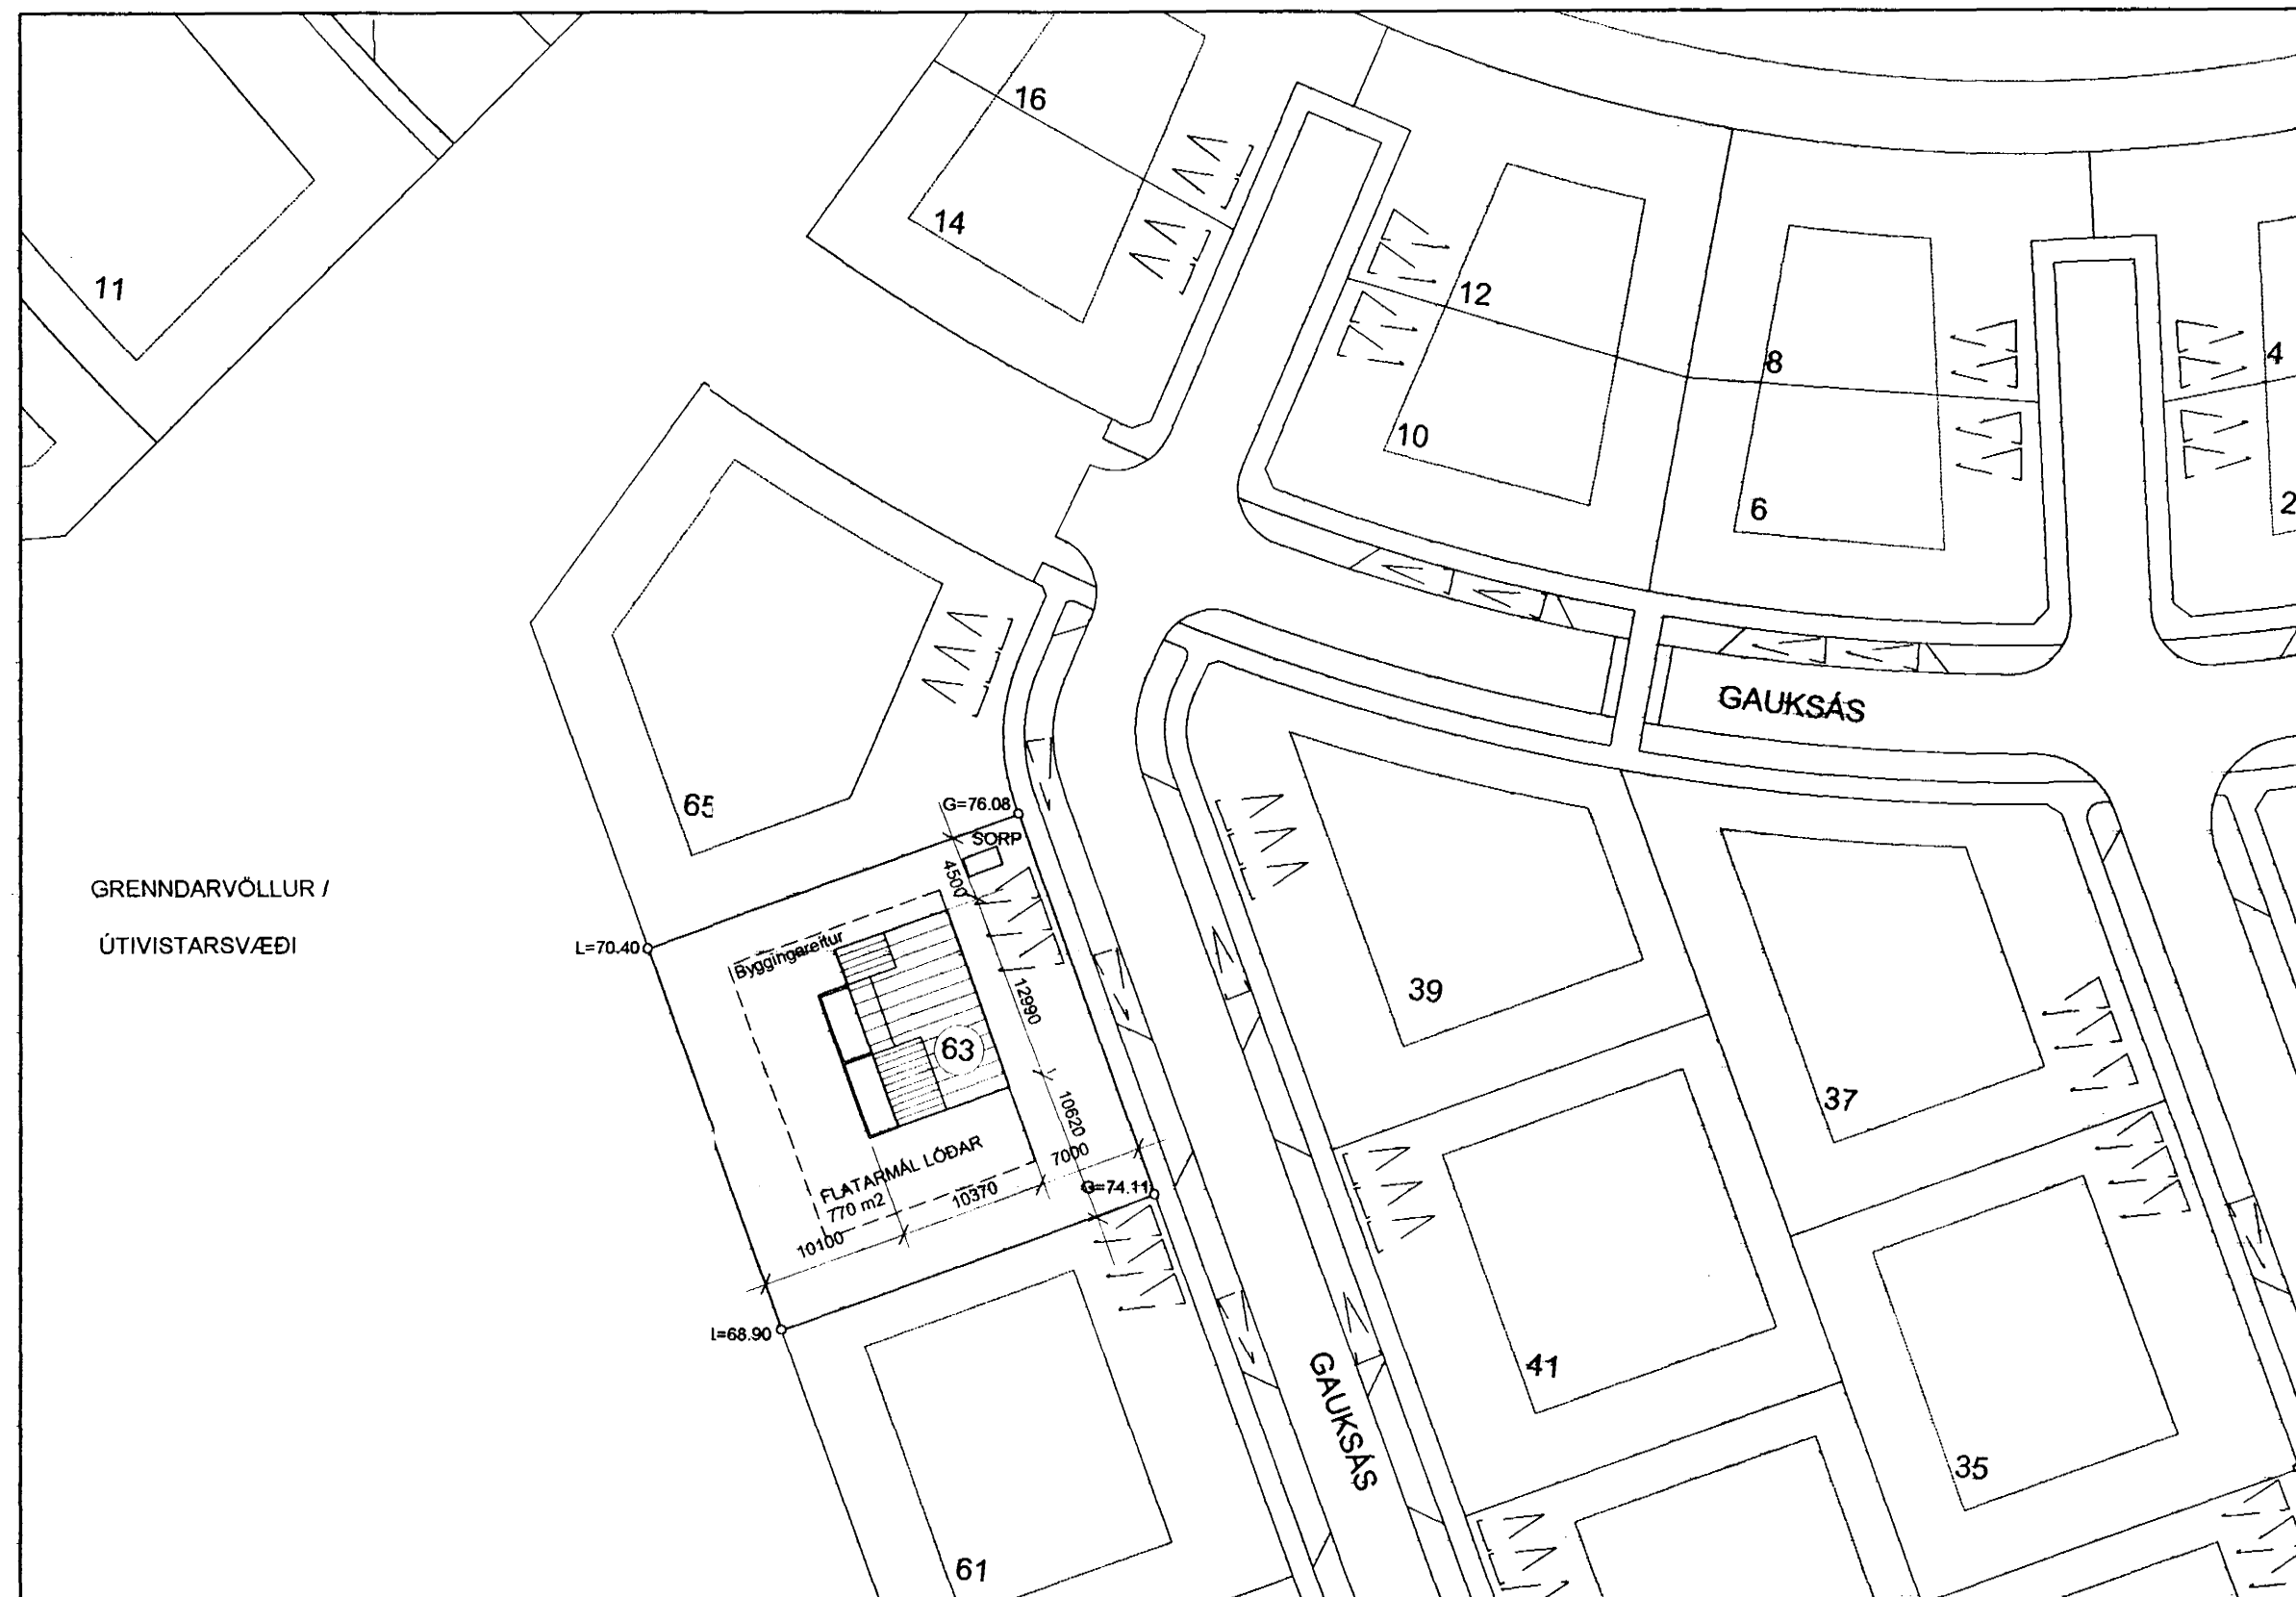 16
14
11
12
8
4
10
6
2
GAUKSÁS
65
G=76.08
SORP
4500
GRENNDARVÖLLUR /
ÚTIVISTARSVÆÐI
L=70.40
Byggingareitur
12990
39
63
37
10620
FLATARMÁL LÓÐAR
770 m2
7000
10370
G=74.11
10100
L=68.90
41
GAUKSÁS
35
61